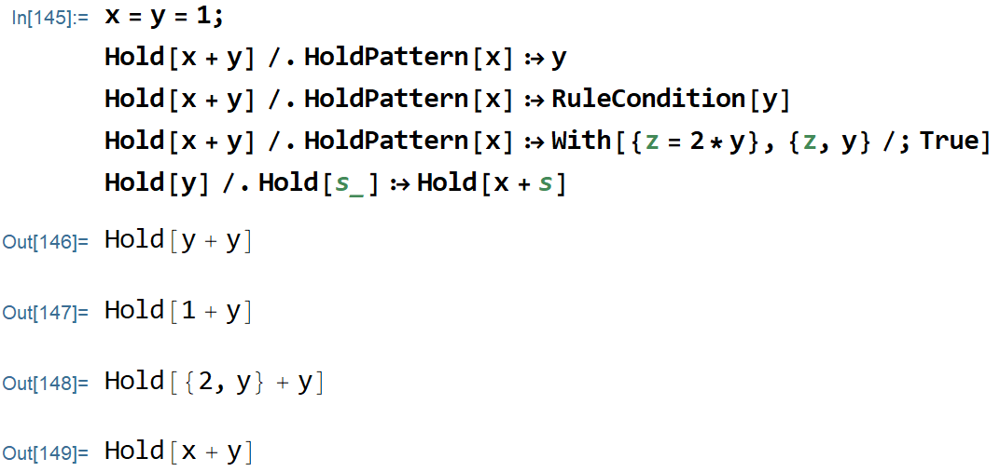 In[145]:= x = y = 1;
Hold[x + y] /. HoldPattern[x] :→ y
Hold[x + y] /. HoldPattern[x] :→ RuleCondition[y]
Hold[x + y] /. HoldPattern[x] :→ With[{z = 2 * y}, {z, y} /; True]
Hold[y] /. Hold[s_] :→ Hold[x + s]
Out[146]= Hold[y + y]
Out[147]= Hold[1 + y]
Out[148]= Hold[{2, y} + y]
Out[149]= Hold[x + y]